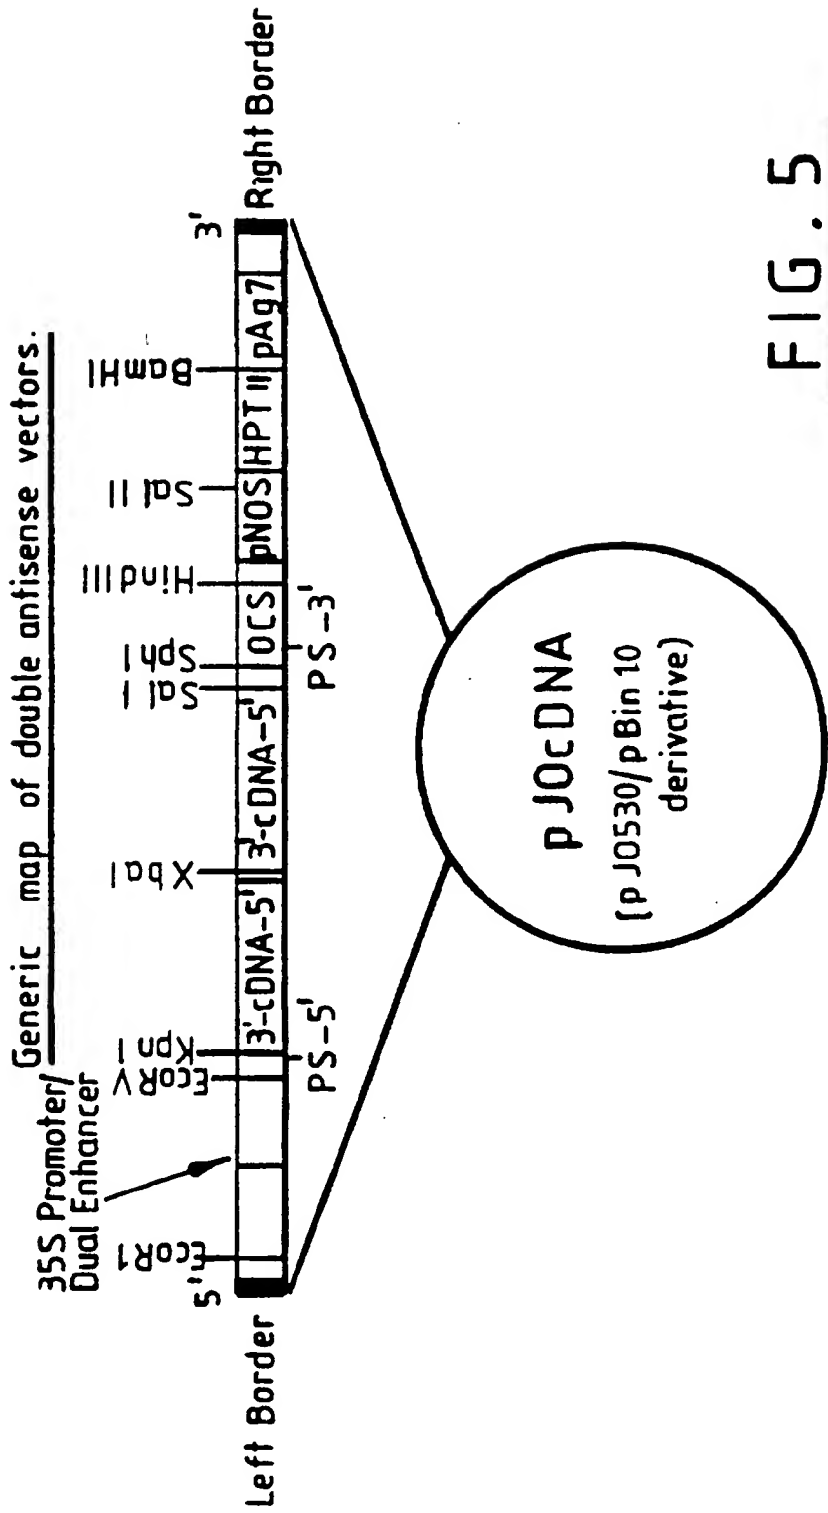 Generic map of double antisense vectors.
35S Promoter/
Dual Enhancer
5'
EcoR1
EcoRV
Kpn I
XbaI
Sal I
Sph I
HindIII
Sal II
BamHI
3'
Left Border
3'-cDNA-5'
3'-cDNA-5'
OCS
pNOS
HPT II
pAg7
Right Border
PS-5'
PS-3'
pJOcDNA
[pJO530/pBin 10
derivative)
FIG. 5